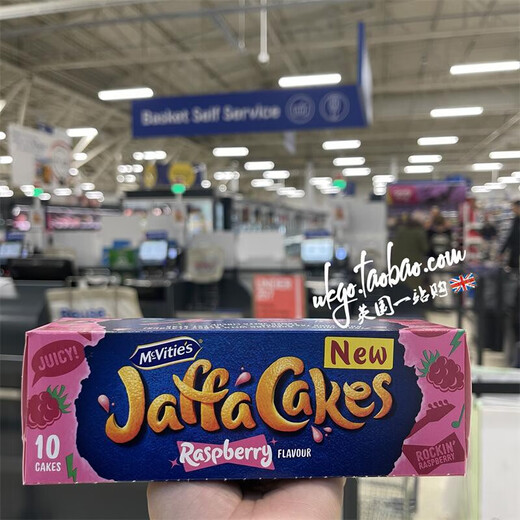 Basket Self Service
wkgo.taobao.com
英国一站购
JUICY!
McVitie's
New
Jaffa Cakes
Raspberry FLAVOUR
10
CAKES
ROCKIN'
RASPBERRY